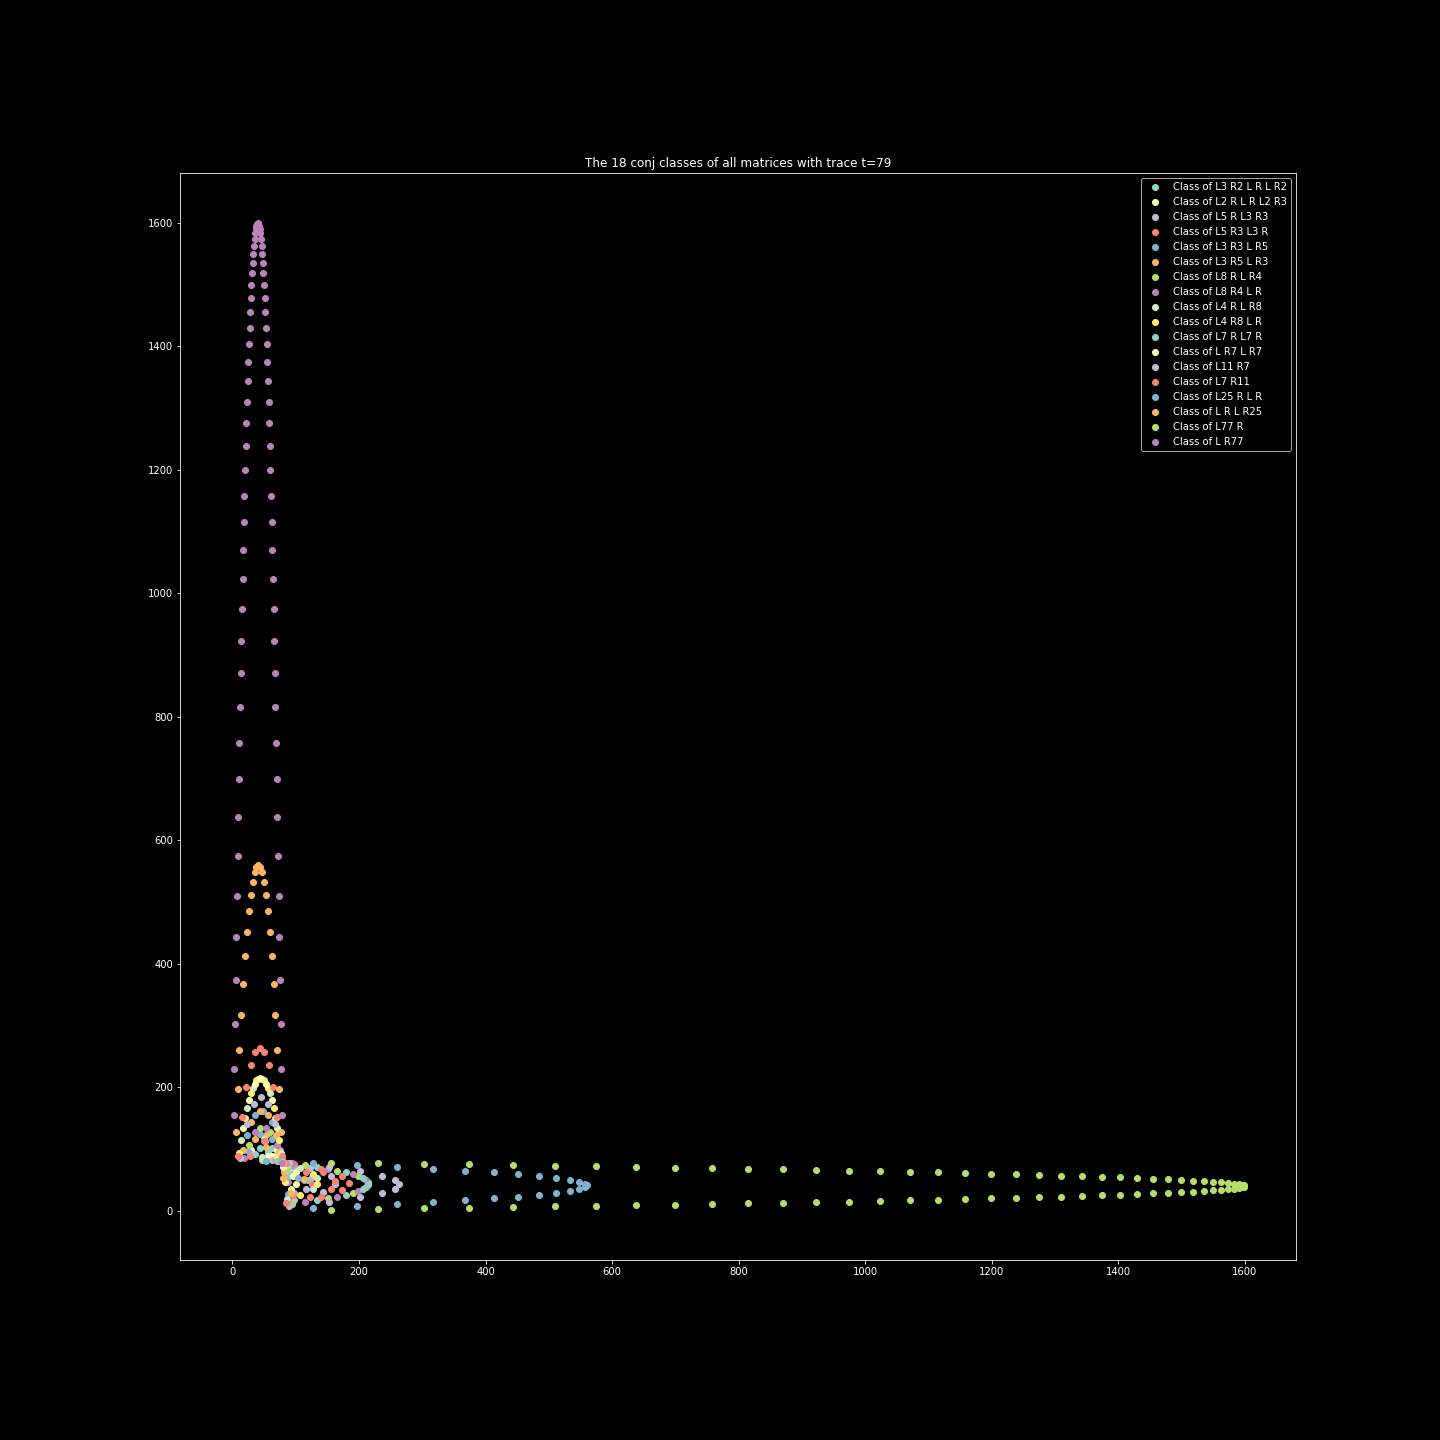 The 18 conj classes of all matrices with trace t=79
Class of L3 R2 L R L R2
Class of L2 R L R L2 R3
Class of L5 R L3 R3
Class of L5 R3 L3 R
Class of L3 R3 L R5
Class of L3 R5 L R3
Class of L8 R L R4
Class of L8 R4 L R
Class of L4 R L R8
Class of L4 R8 L R
Class of L7 R L7 R
Class of L R7 L R7
Class of L11 R7
Class of L7 R11
Class of L25 R L R
Class of L R L R25
Class of L77 R
Class of L R77
1600
1400
1200
1000
800
600
400
200
0
0 200 400 600 800 1000 1200 1400 1600